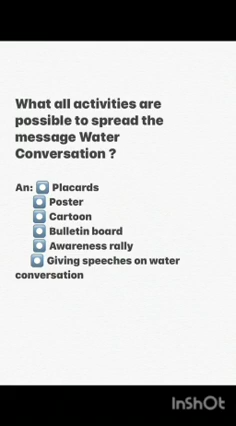 What all activities are
possible to spread the
message Water
Conversation ?
An: Placards
Poster
Cartoon
Bulletin board
Awareness rally
Giving speeches on water
conversation
InShOt